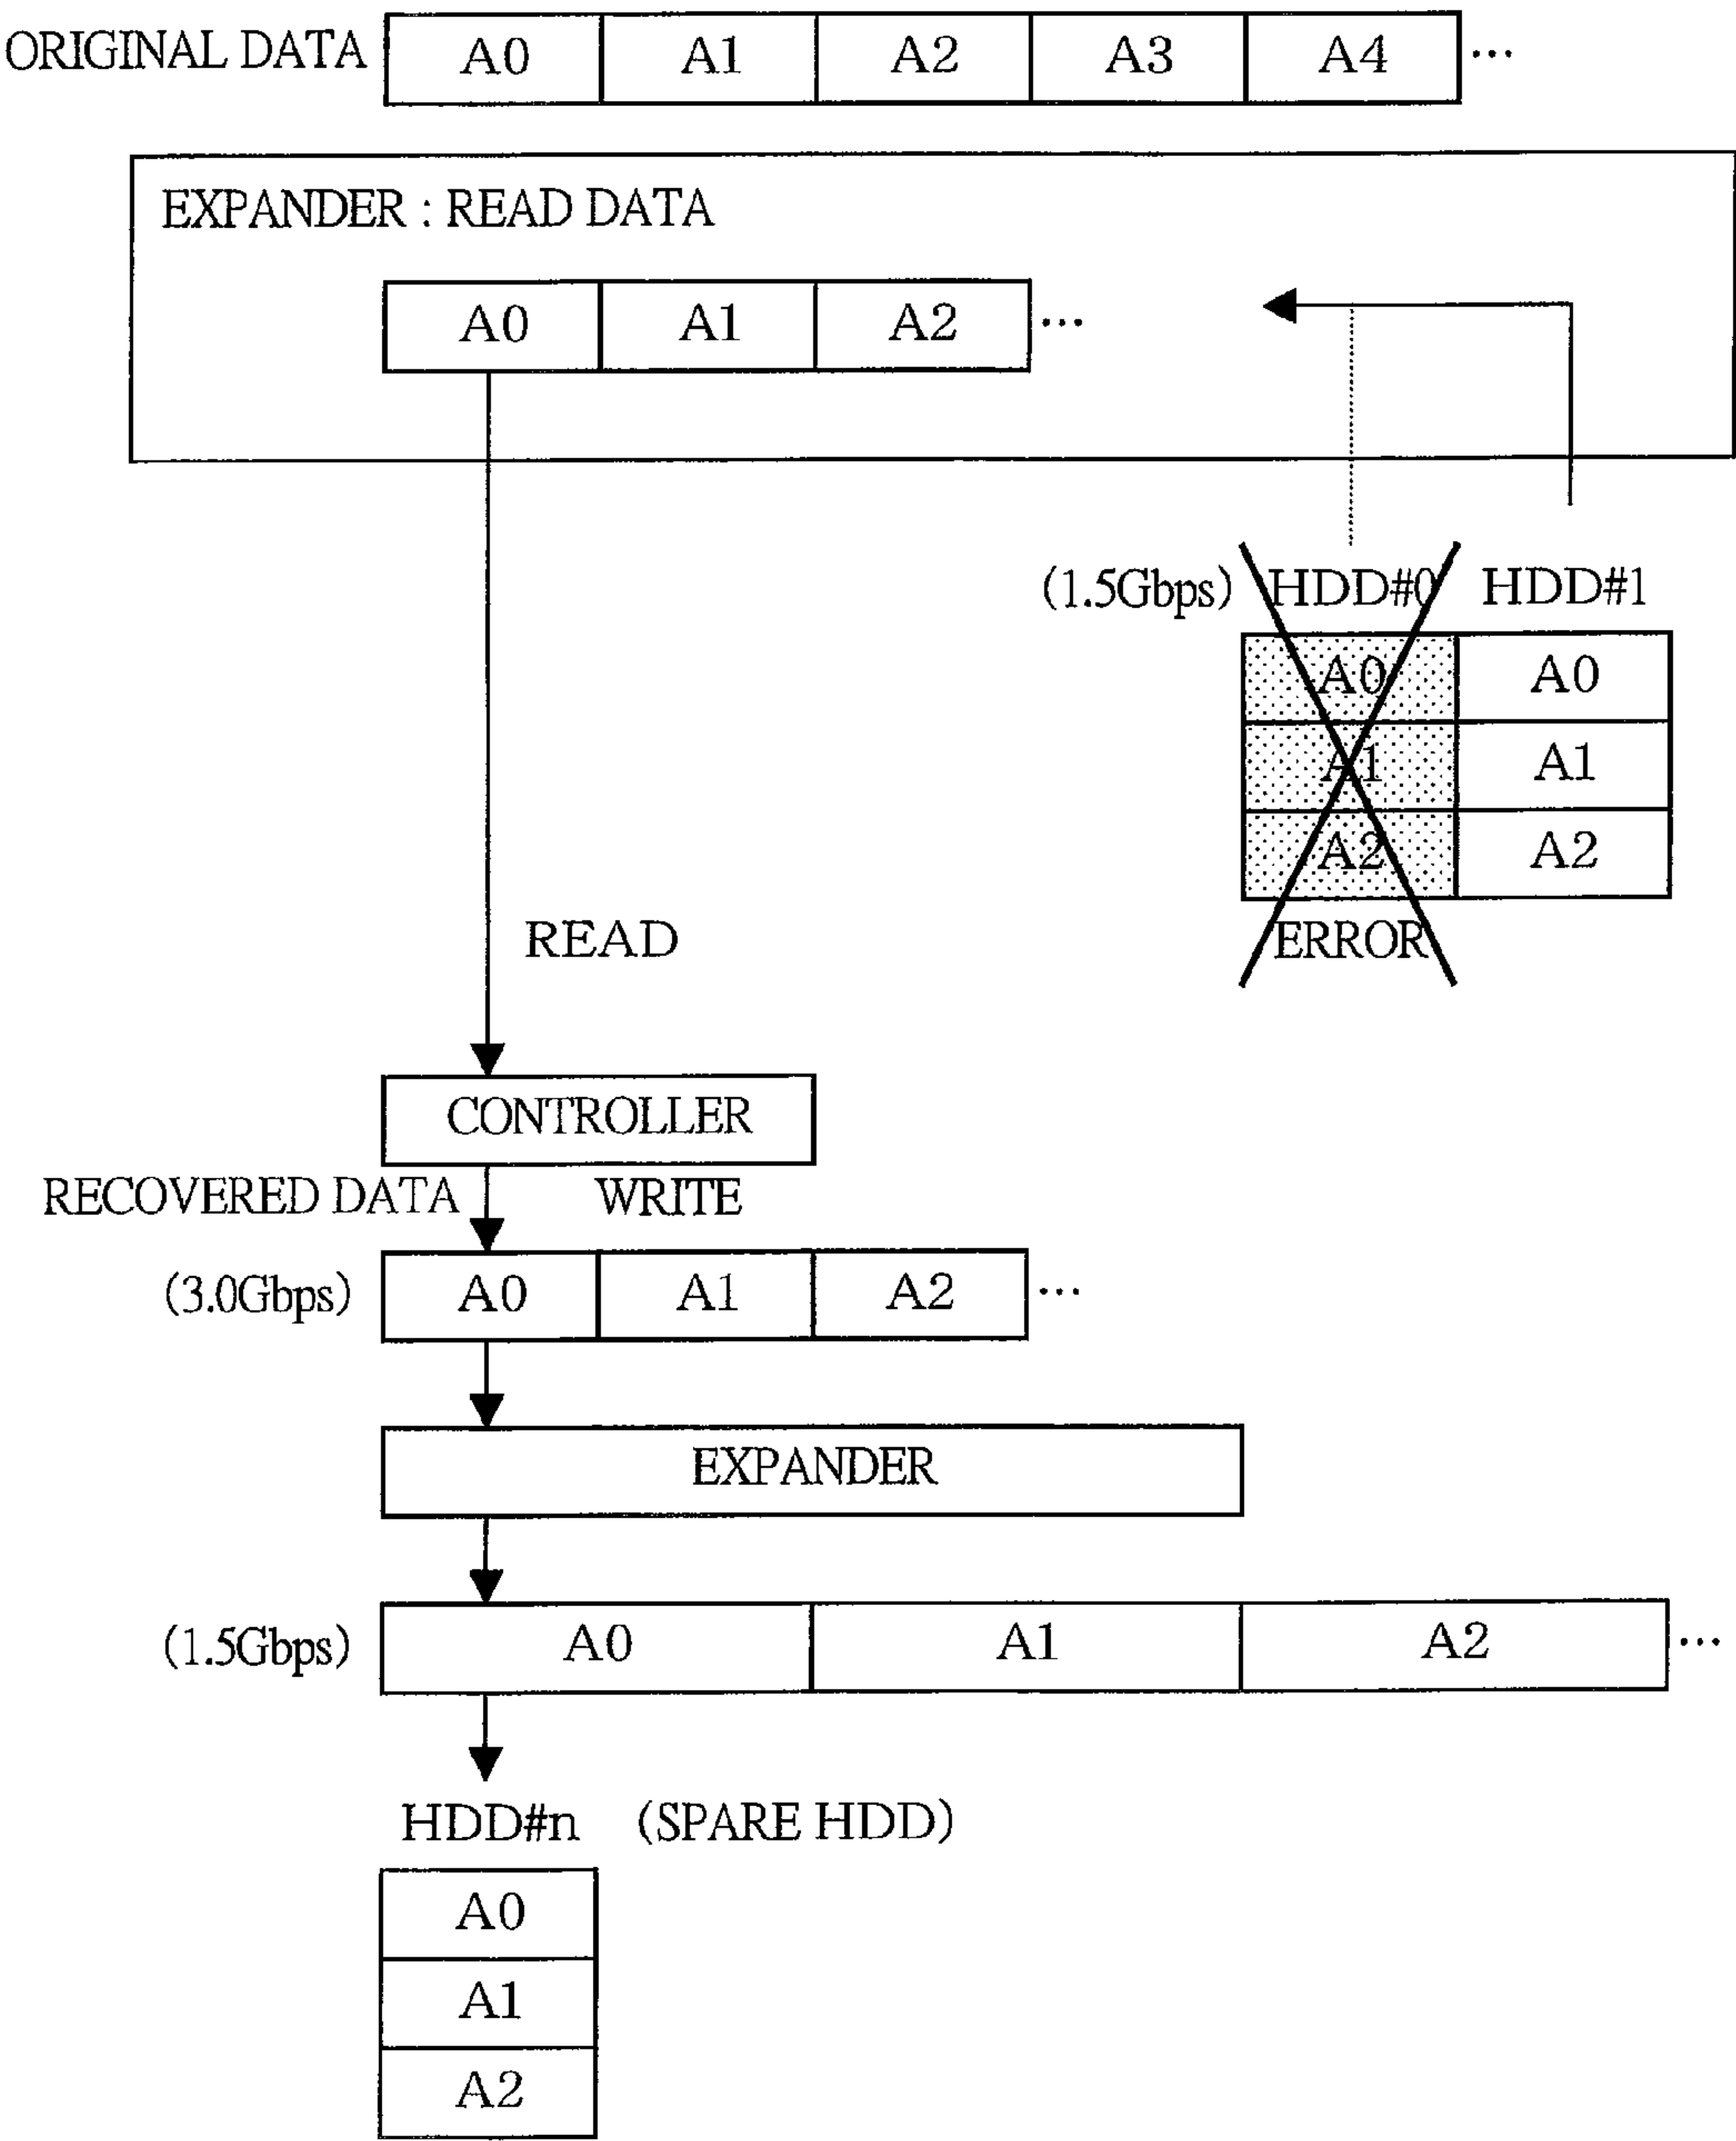 ORIGINAL DATA A0 A1 A2 A3 A4 ...
EXPANDER : READ DATA
A0 A1 A2 ...
(1.5Gbps) HDD#0 HDD#1
A0 A0
A1 A1
A2 A2
READ ERROR
CONTROLLER
RECOVERED DATA WRITE
(3.0Gbps) A0 A1 A2 ...
EXPANDER
(1.5Gbps) A0 A1 A2 ...
HDD#n (SPARE HDD)
A0
A1
A2